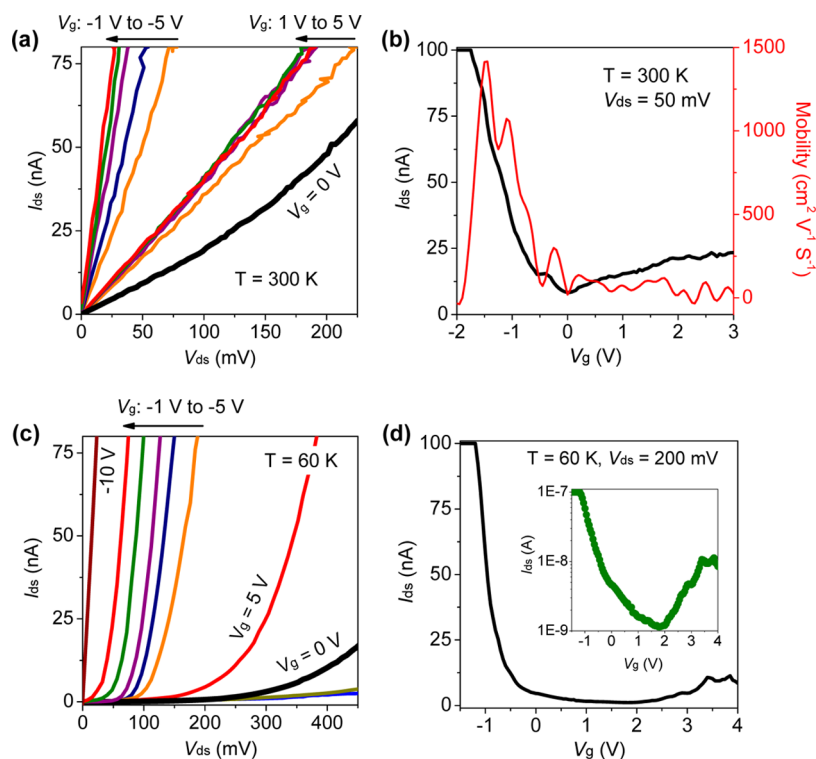 Vg: -1 V to -5 V
Vg: 1 V to 5 V
(a)
75
50
25
0
Ids (nA)
Vg = 0 V
T = 300 K
0 50 100 150 200
Vds (mV)
(b)
100
75
50
25
0
Ids (nA)
T = 300 K
Vds = 50 mV
1500
1000
500
0
Mobility (cm² V⁻¹ S⁻¹)
-2 -1 0 1 2 3
Vg (V)
Vg: -1 V to -5 V
(c)
75
50
25
0
Ids (nA)
-10 V
T = 60 K
Vg = 5 V
Vg = 0 V
0 100 200 300 400
Vds (mV)
(d)
100
75
50
25
0
Ids (nA)
T = 60 K, Vds = 200 mV
1E-7
1E-8
1E-9
Ids (A)
-1 0 1 2 3 4
Vg (V)
-1 0 1 2 3 4
Vg (V)